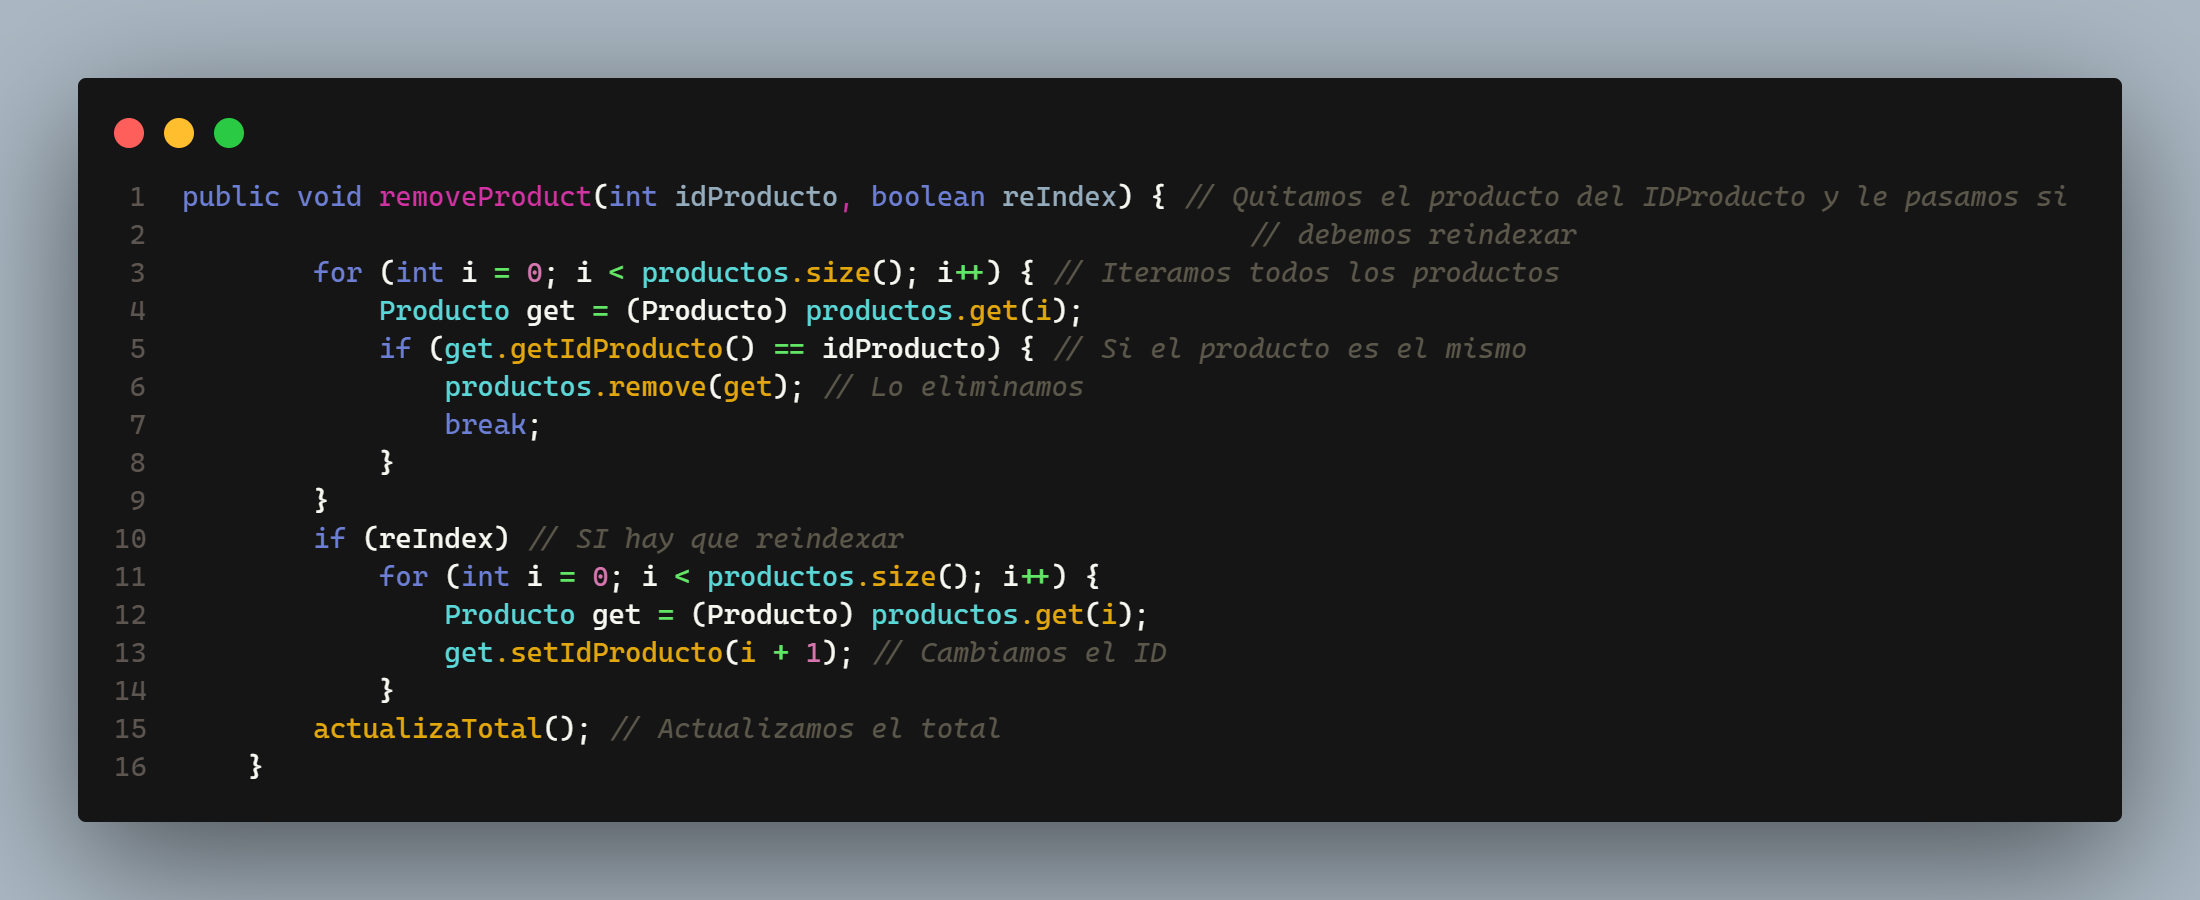 1 public void removeProduct(int idProducto, boolean reIndex) { // Quitamos el producto del IDProducto y le pasamos si
2 // debemos reindexar
3 for (int i = 0; i < productos.size(); i++) { // Iteramos todos los productos
4 Producto get = (Producto) productos.get(i);
5 if (get.getIdProducto() == idProducto) { // Si el producto es el mismo
6 productos.remove(get); // Lo eliminamos
7 break;
8 }
9 }
10 if (reIndex) // SI hay que reindexar
11 for (int i = 0; i < productos.size(); i++) {
12 Producto get = (Producto) productos.get(i);
13 get.setIdProducto(i + 1); // Cambiamos el ID
14 }
15 actualizaTotal(); // Actualizamos el total
16 }